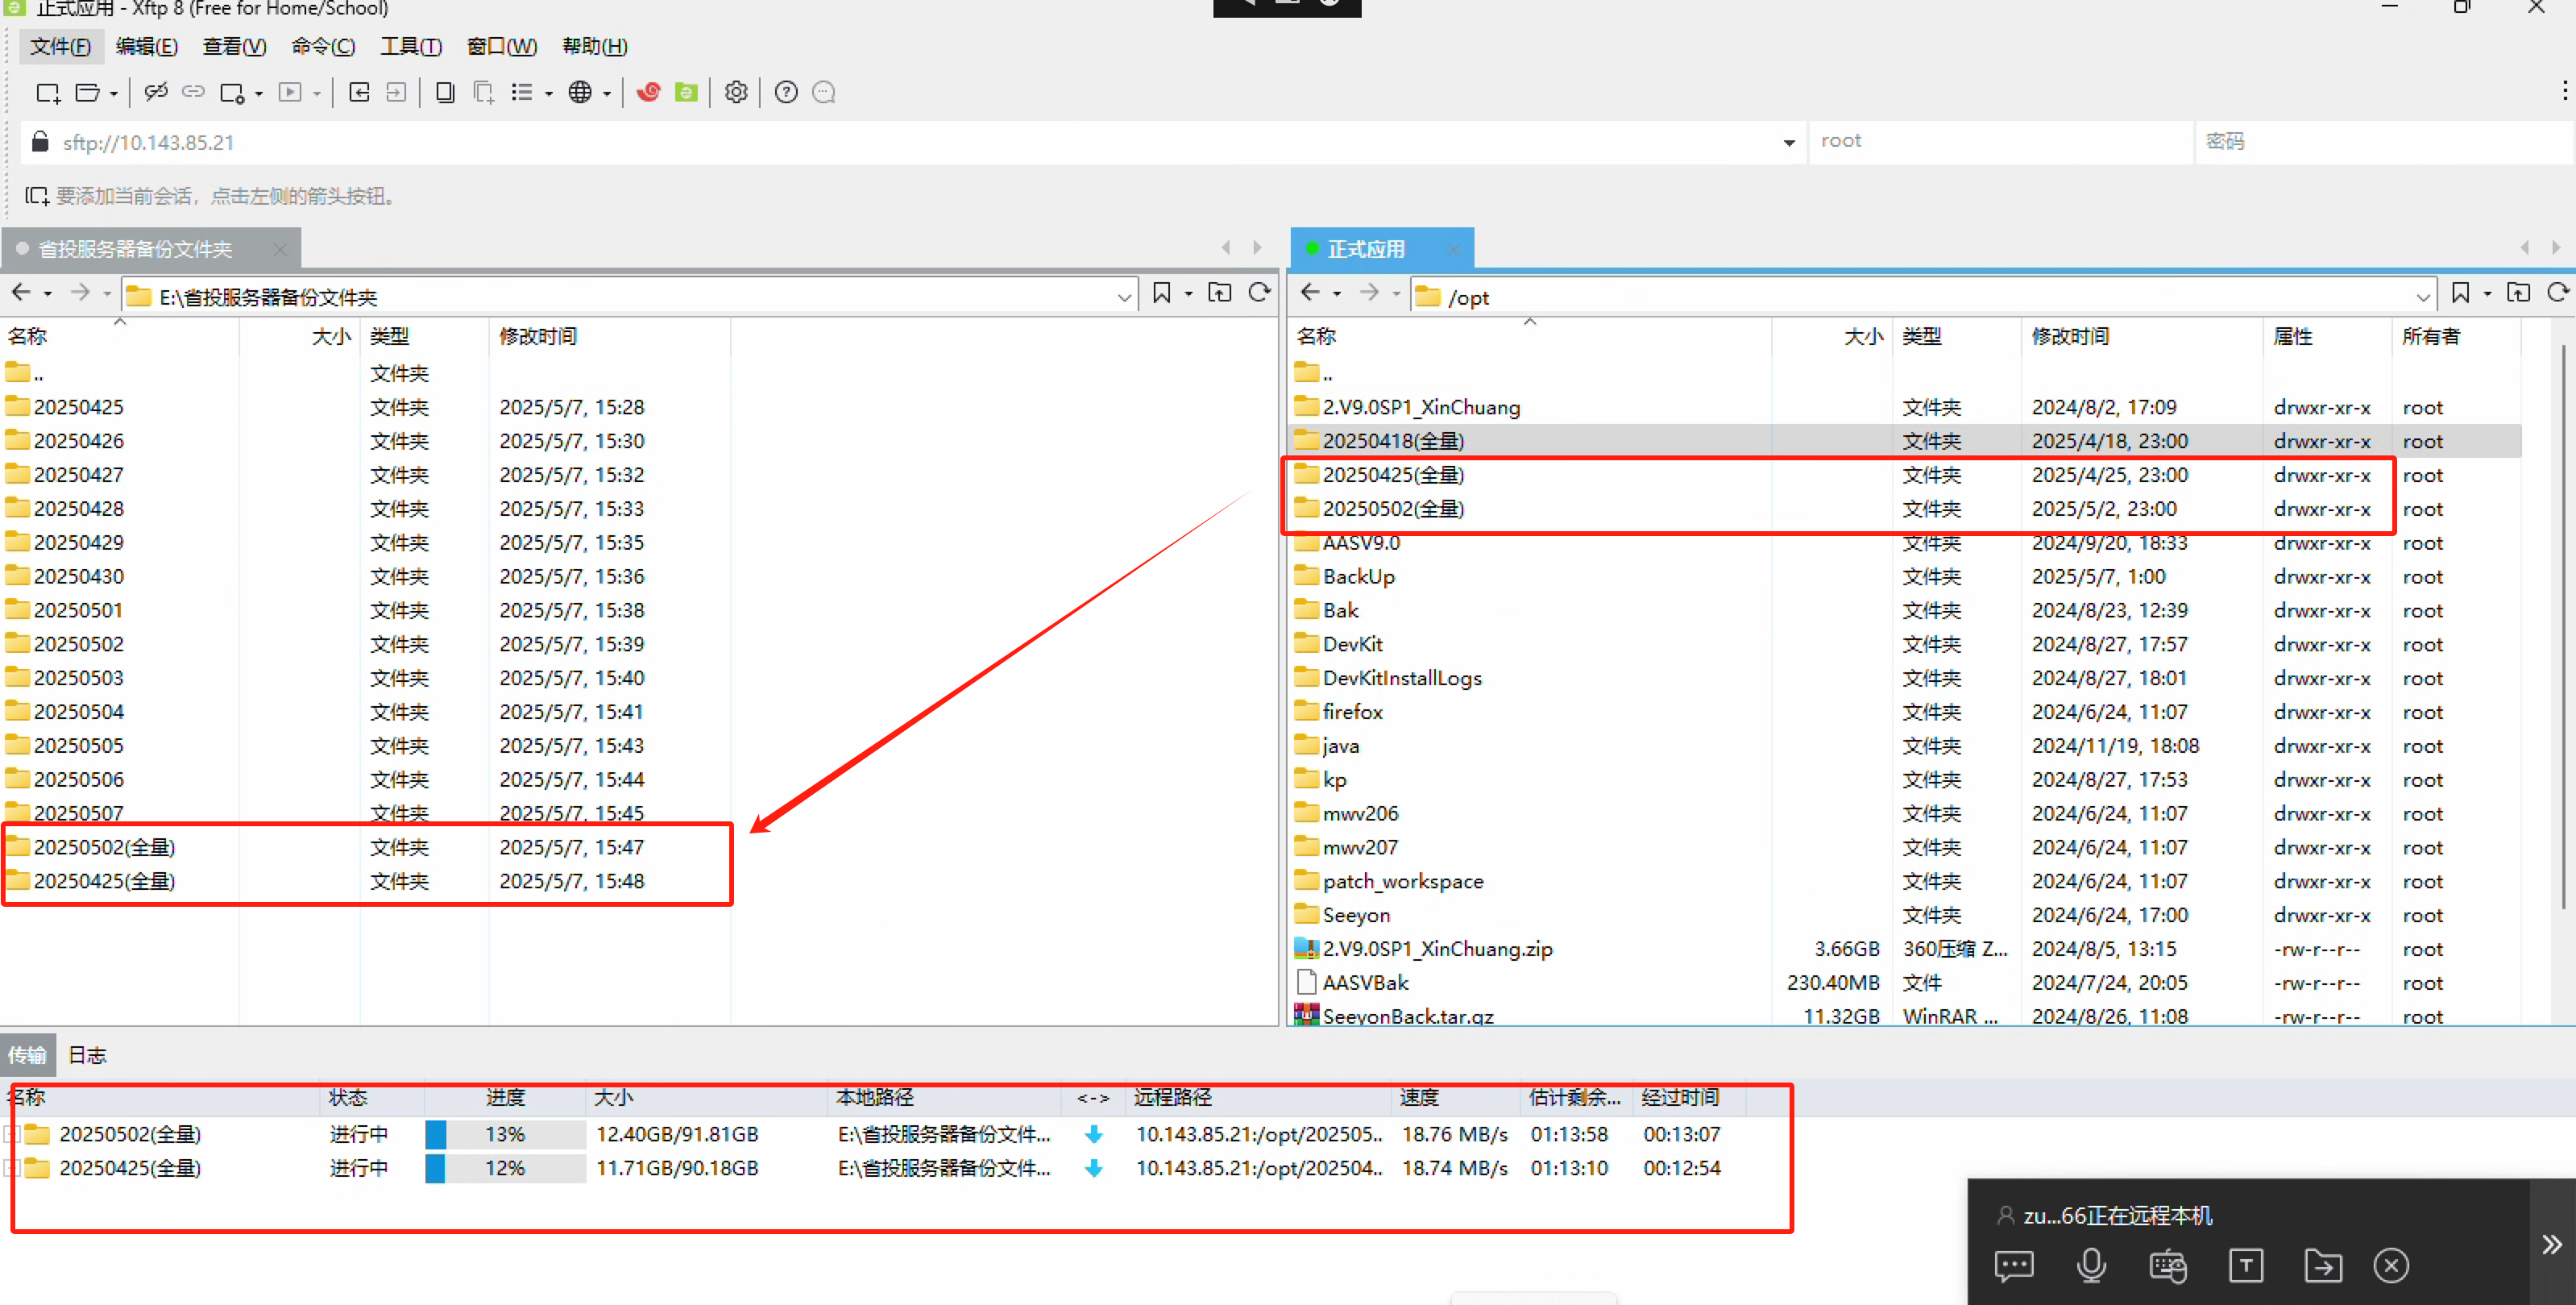 正式应用 - Xftp 8 (Free for Home/School)
文件(F) 编辑(E) 查看(V) 命令(C) 工具(T) 窗口(W) 帮助(H)
sftp://10.143.85.21 root 密码
要添加当前会话，点击左侧的箭头按钮。
省投服务器备份文件夹
E:\省投服务器备份文件夹
名称 大小 类型 修改时间
.. 文件夹
20250425 文件夹 2025/5/7, 15:28
20250426 文件夹 2025/5/7, 15:30
20250427 文件夹 2025/5/7, 15:32
20250428 文件夹 2025/5/7, 15:33
20250429 文件夹 2025/5/7, 15:35
20250430 文件夹 2025/5/7, 15:36
20250501 文件夹 2025/5/7, 15:38
20250502 文件夹 2025/5/7, 15:39
20250503 文件夹 2025/5/7, 15:40
20250504 文件夹 2025/5/7, 15:41
20250505 文件夹 2025/5/7, 15:43
20250506 文件夹 2025/5/7, 15:44
20250507 文件夹 2025/5/7, 15:45
20250502(全量) 文件夹 2025/5/7, 15:47
20250425(全量) 文件夹 2025/5/7, 15:48
正式应用
/opt
名称 大小 类型 修改时间 属性 所有者
..
2.V9.0SP1_XinChuang 文件夹 2024/8/2, 17:09 drwxr-xr-x root
20250418(全量) 文件夹 2025/4/18, 23:00 drwxr-xr-x root
20250425(全量) 文件夹 2025/4/25, 23:00 drwxr-xr-x root
20250502(全量) 文件夹 2025/5/2, 23:00 drwxr-xr-x root
AASV9.0 文件夹 2024/9/20, 18:33 drwxr-xr-x root
BackUp 文件夹 2025/5/7, 1:00 drwxr-xr-x root
Bak 文件夹 2024/8/23, 12:39 drwxr-xr-x root
DevKit 文件夹 2024/8/27, 17:57 drwxr-xr-x root
DevKitInstallLogs 文件夹 2024/8/27, 18:01 drwxr-xr-x root
firefox 文件夹 2024/6/24, 11:07 drwxr-xr-x root
java 文件夹 2024/11/19, 18:08 drwxr-xr-x root
kp 文件夹 2024/8/27, 17:53 drwxr-xr-x root
mwv206 文件夹 2024/6/24, 11:07 drwxr-xr-x root
mwv207 文件夹 2024/6/24, 11:07 drwxr-xr-x root
patch_workspace 文件夹 2024/6/24, 11:07 drwxr-xr-x root
Seeyon 文件夹 2024/6/24, 17:00 drwxr-xr-x root
2.V9.0SP1_XinChuang.zip 3.66GB 360压缩 Z... 2024/8/5, 13:15 -rw-r--r-- root
AASVBak 230.40MB 文件 2024/7/24, 20:05 -rw-r--r-- root
SeeyonBack.tar.gz 11.32GB WinRAR ... 2024/8/26, 11:08 -rw-r--r-- root
传输 日志
名称 状态 进度 大小 本地路径 <-> 远程路径 速度 估计剩余... 经过时间
20250502(全量) 进行中 13% 12.40GB/91.81GB E:\省投服务器备份文件... 10.143.85.21:/opt/202505.. 18.76 MB/s 01:13:58 00:13:07
20250425(全量) 进行中 12% 11.71GB/90.18GB E:\省投服务器备份文件... 10.143.85.21:/opt/202504.. 18.74 MB/s 01:13:10 00:12:54
zu...66正在远程本机